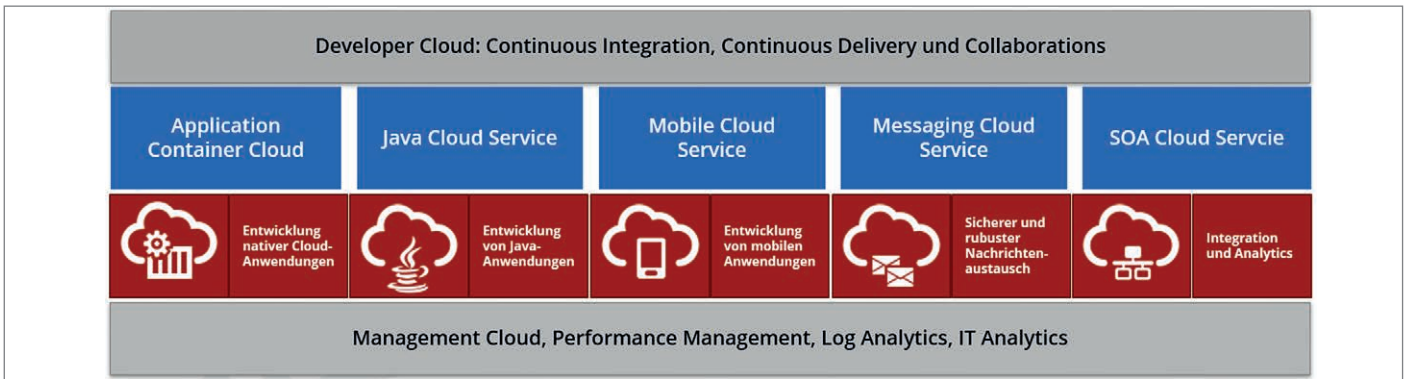 Developer Cloud: Continuous Integration, Continuous Delivery und Collaborations
Application
Container Cloud
Java Cloud Service
Mobile Cloud
Service
Messaging Cloud
Service
SOA Cloud Servcie
Entwicklung
nativer Cloud-
Anwendungen
Entwicklung
von Java-
Anwendungen
Entwicklung
von mobilen
Anwendungen
Sicherer und
rubuster
Nachrichten-
austausch
Integration
und Analytics
Management Cloud, Performance Management, Log Analytics, IT Analytics